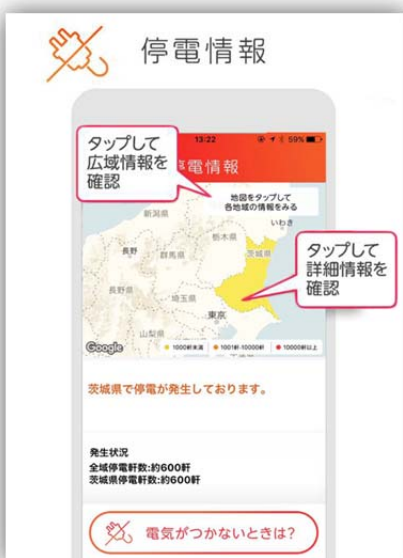 停電情報
タップして
広域情報を
確認
13:22
59%
停電情報
地図をタップして
各地域の情報をみる
新潟県
いわき
栃木県
長野
群馬県
茨城県
タップして
詳細情報を
確認
長野県
埼玉県
東京
山梨県
Google
1000軒未満
1001軒-10000軒
10000軒以上
茨城県で停電が発生しております。
発生状況
全域停電軒数:約600軒
茨城県停電軒数:約600軒
電気がつかないときは?